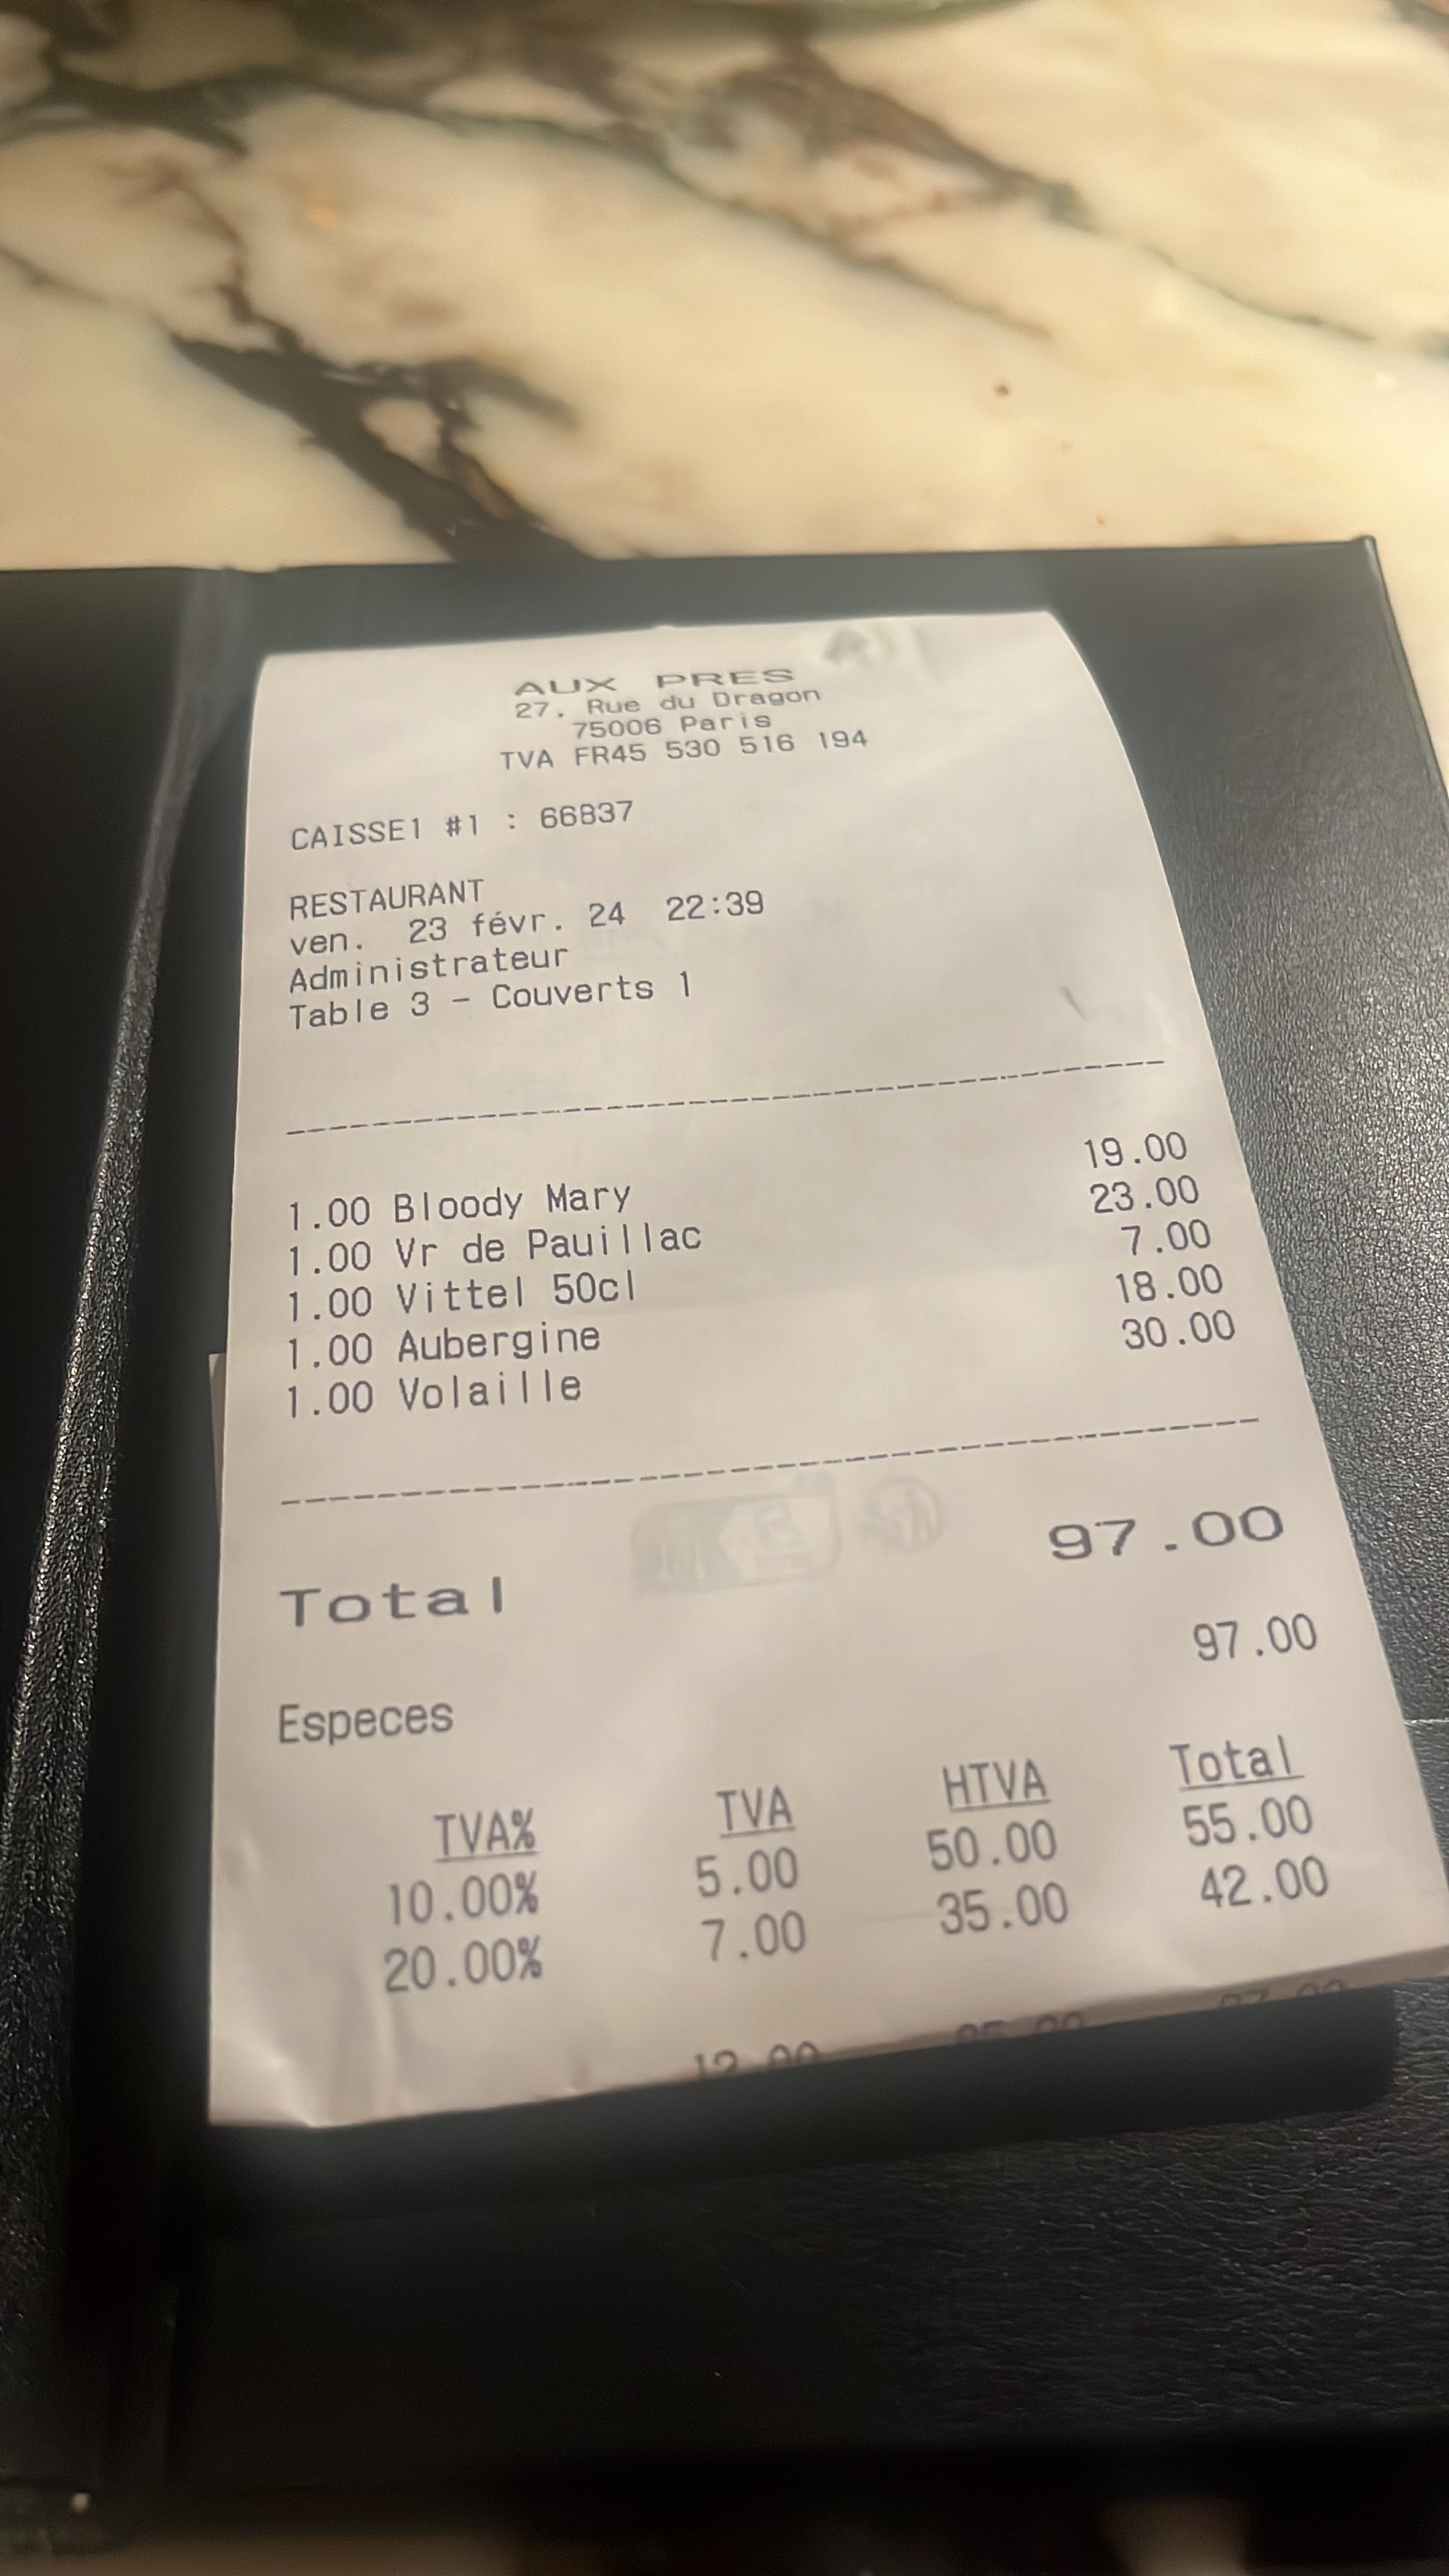 AUX PRES
27, Rue du Dragon
75006 Paris
TVA FR45 530 516 194
CAISSE1 #1 : 66837
RESTAURANT
ven. 23 févr. 24 22:39
Administrateur
Table 3 - Couverts 1
1.00 Bloody Mary 19.00
1.00 Vr de Pauillac 23.00
1.00 Vittel 50cl 7.00
1.00 Aubergine 18.00
1.00 Volaille 30.00
Total 97.00
Especes 97.00
TVA% TVA HTVA Total
10.00% 5.00 50.00 55.00
20.00% 7.00 35.00 42.00
12.00